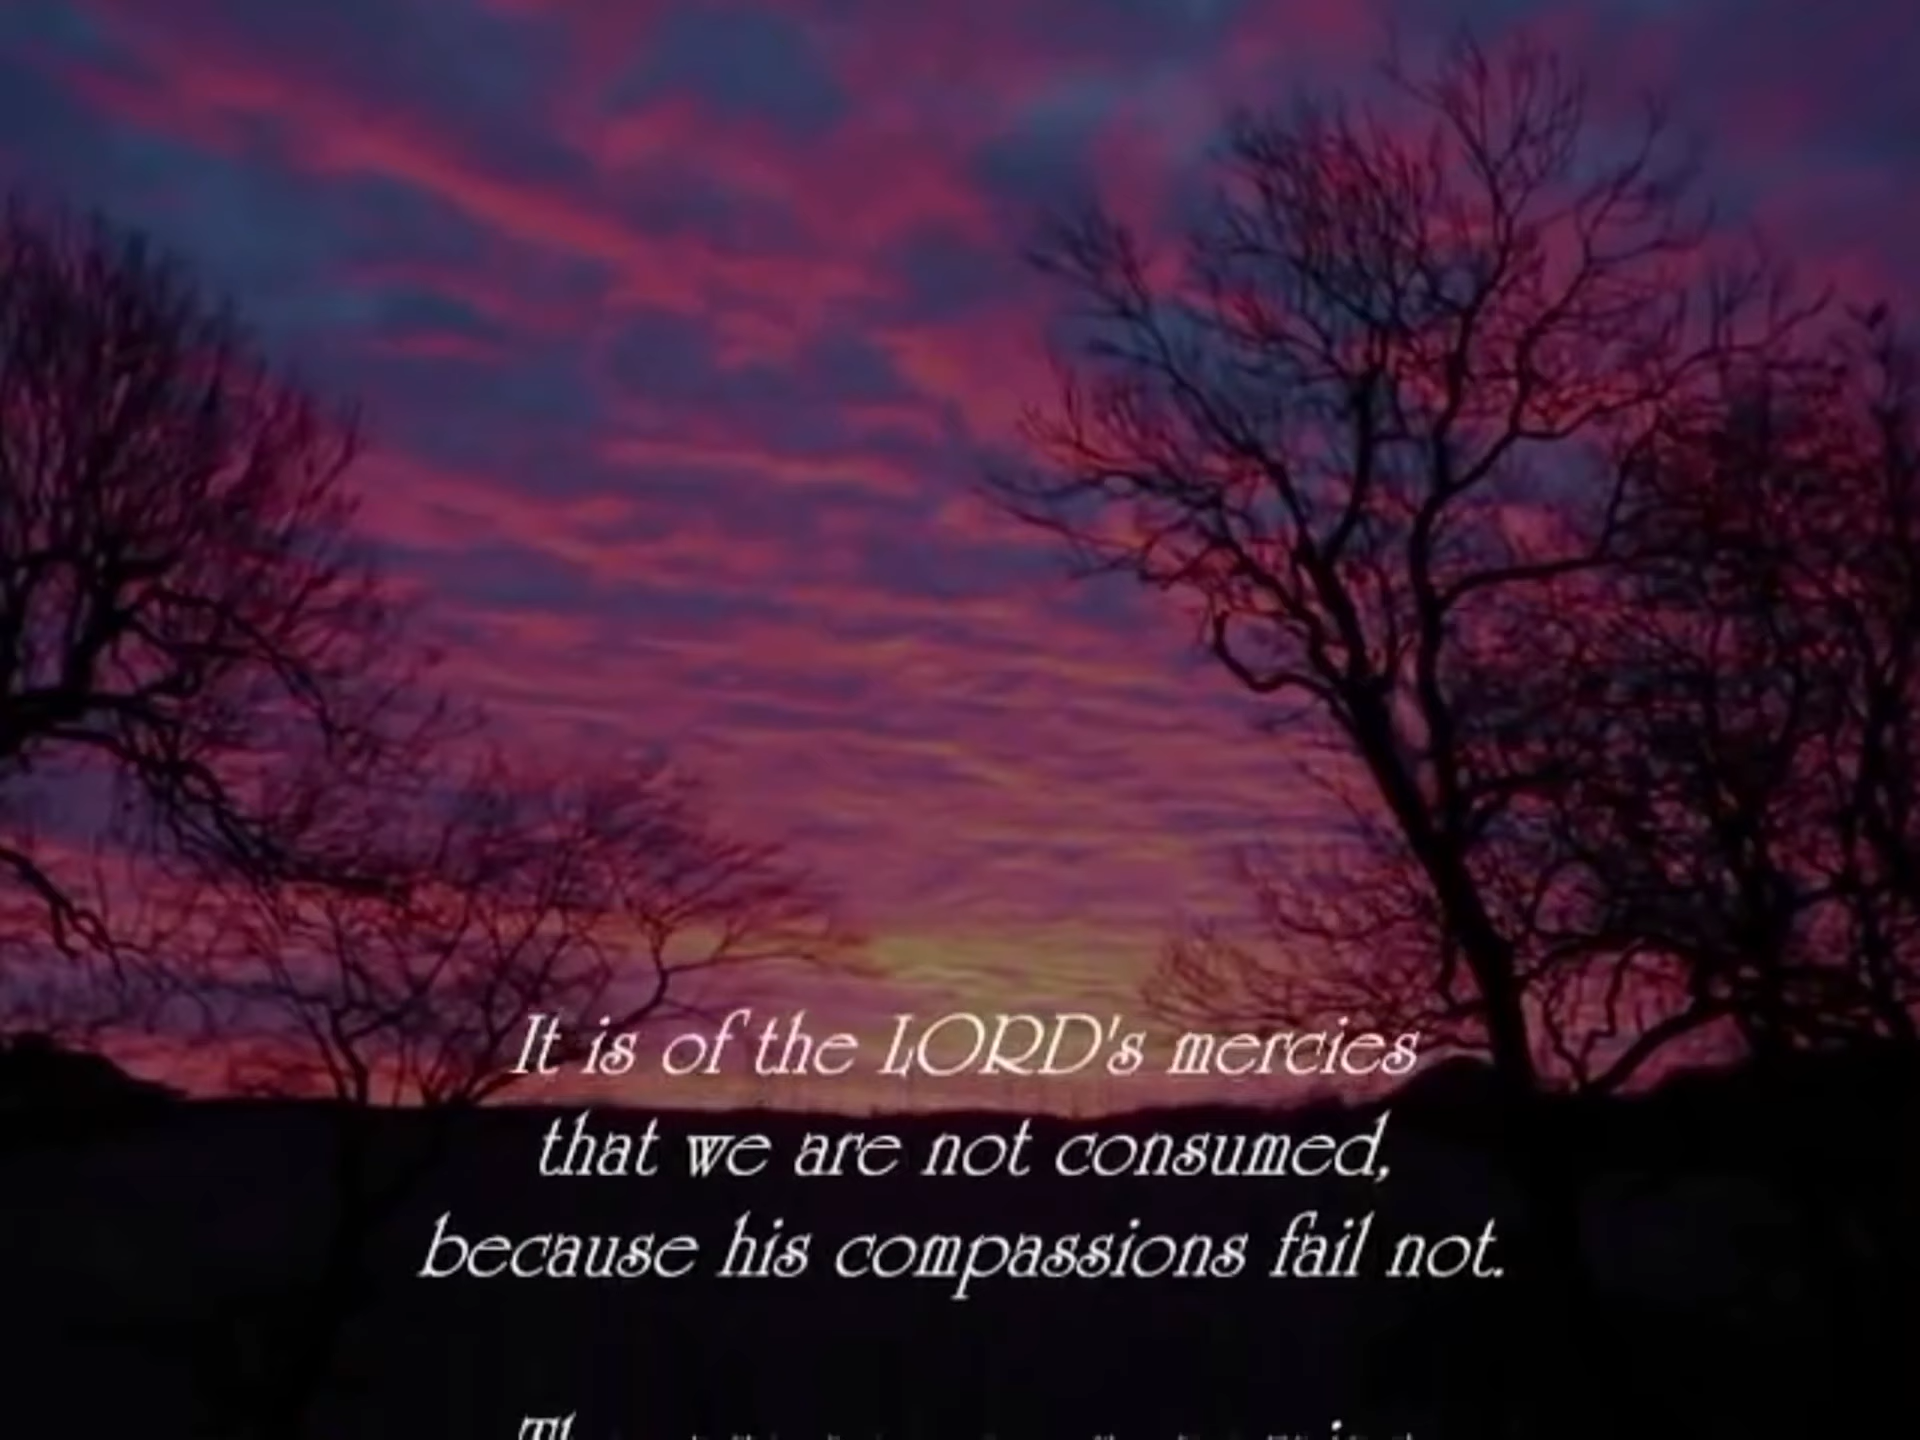 It is of the LORD's mercies
that we are not consumed,
because his compassions fail not.